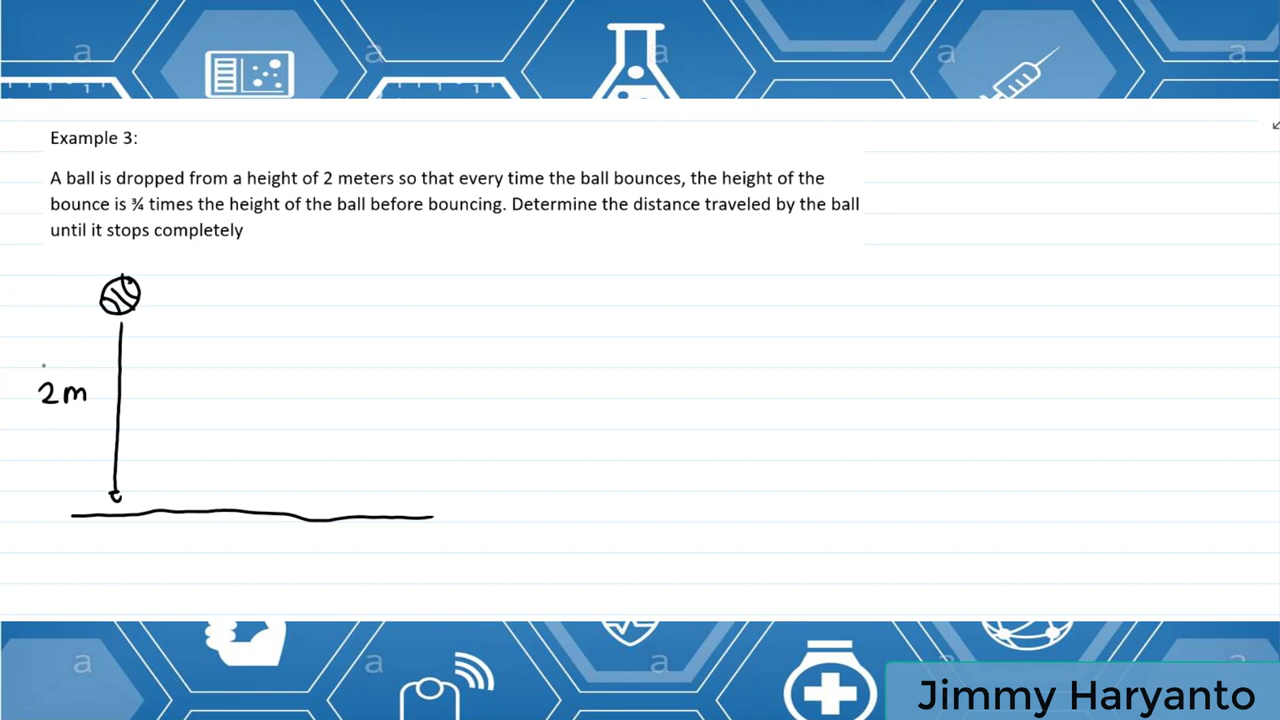 a a a a a
Example 3:
A ball is dropped from a height of 2 meters so that every time the ball bounces, the height of the
bounce is ¾ times the height of the ball before bouncing. Determine the distance traveled by the ball
until it stops completely
2m
a a a a a
Jimmy Haryanto